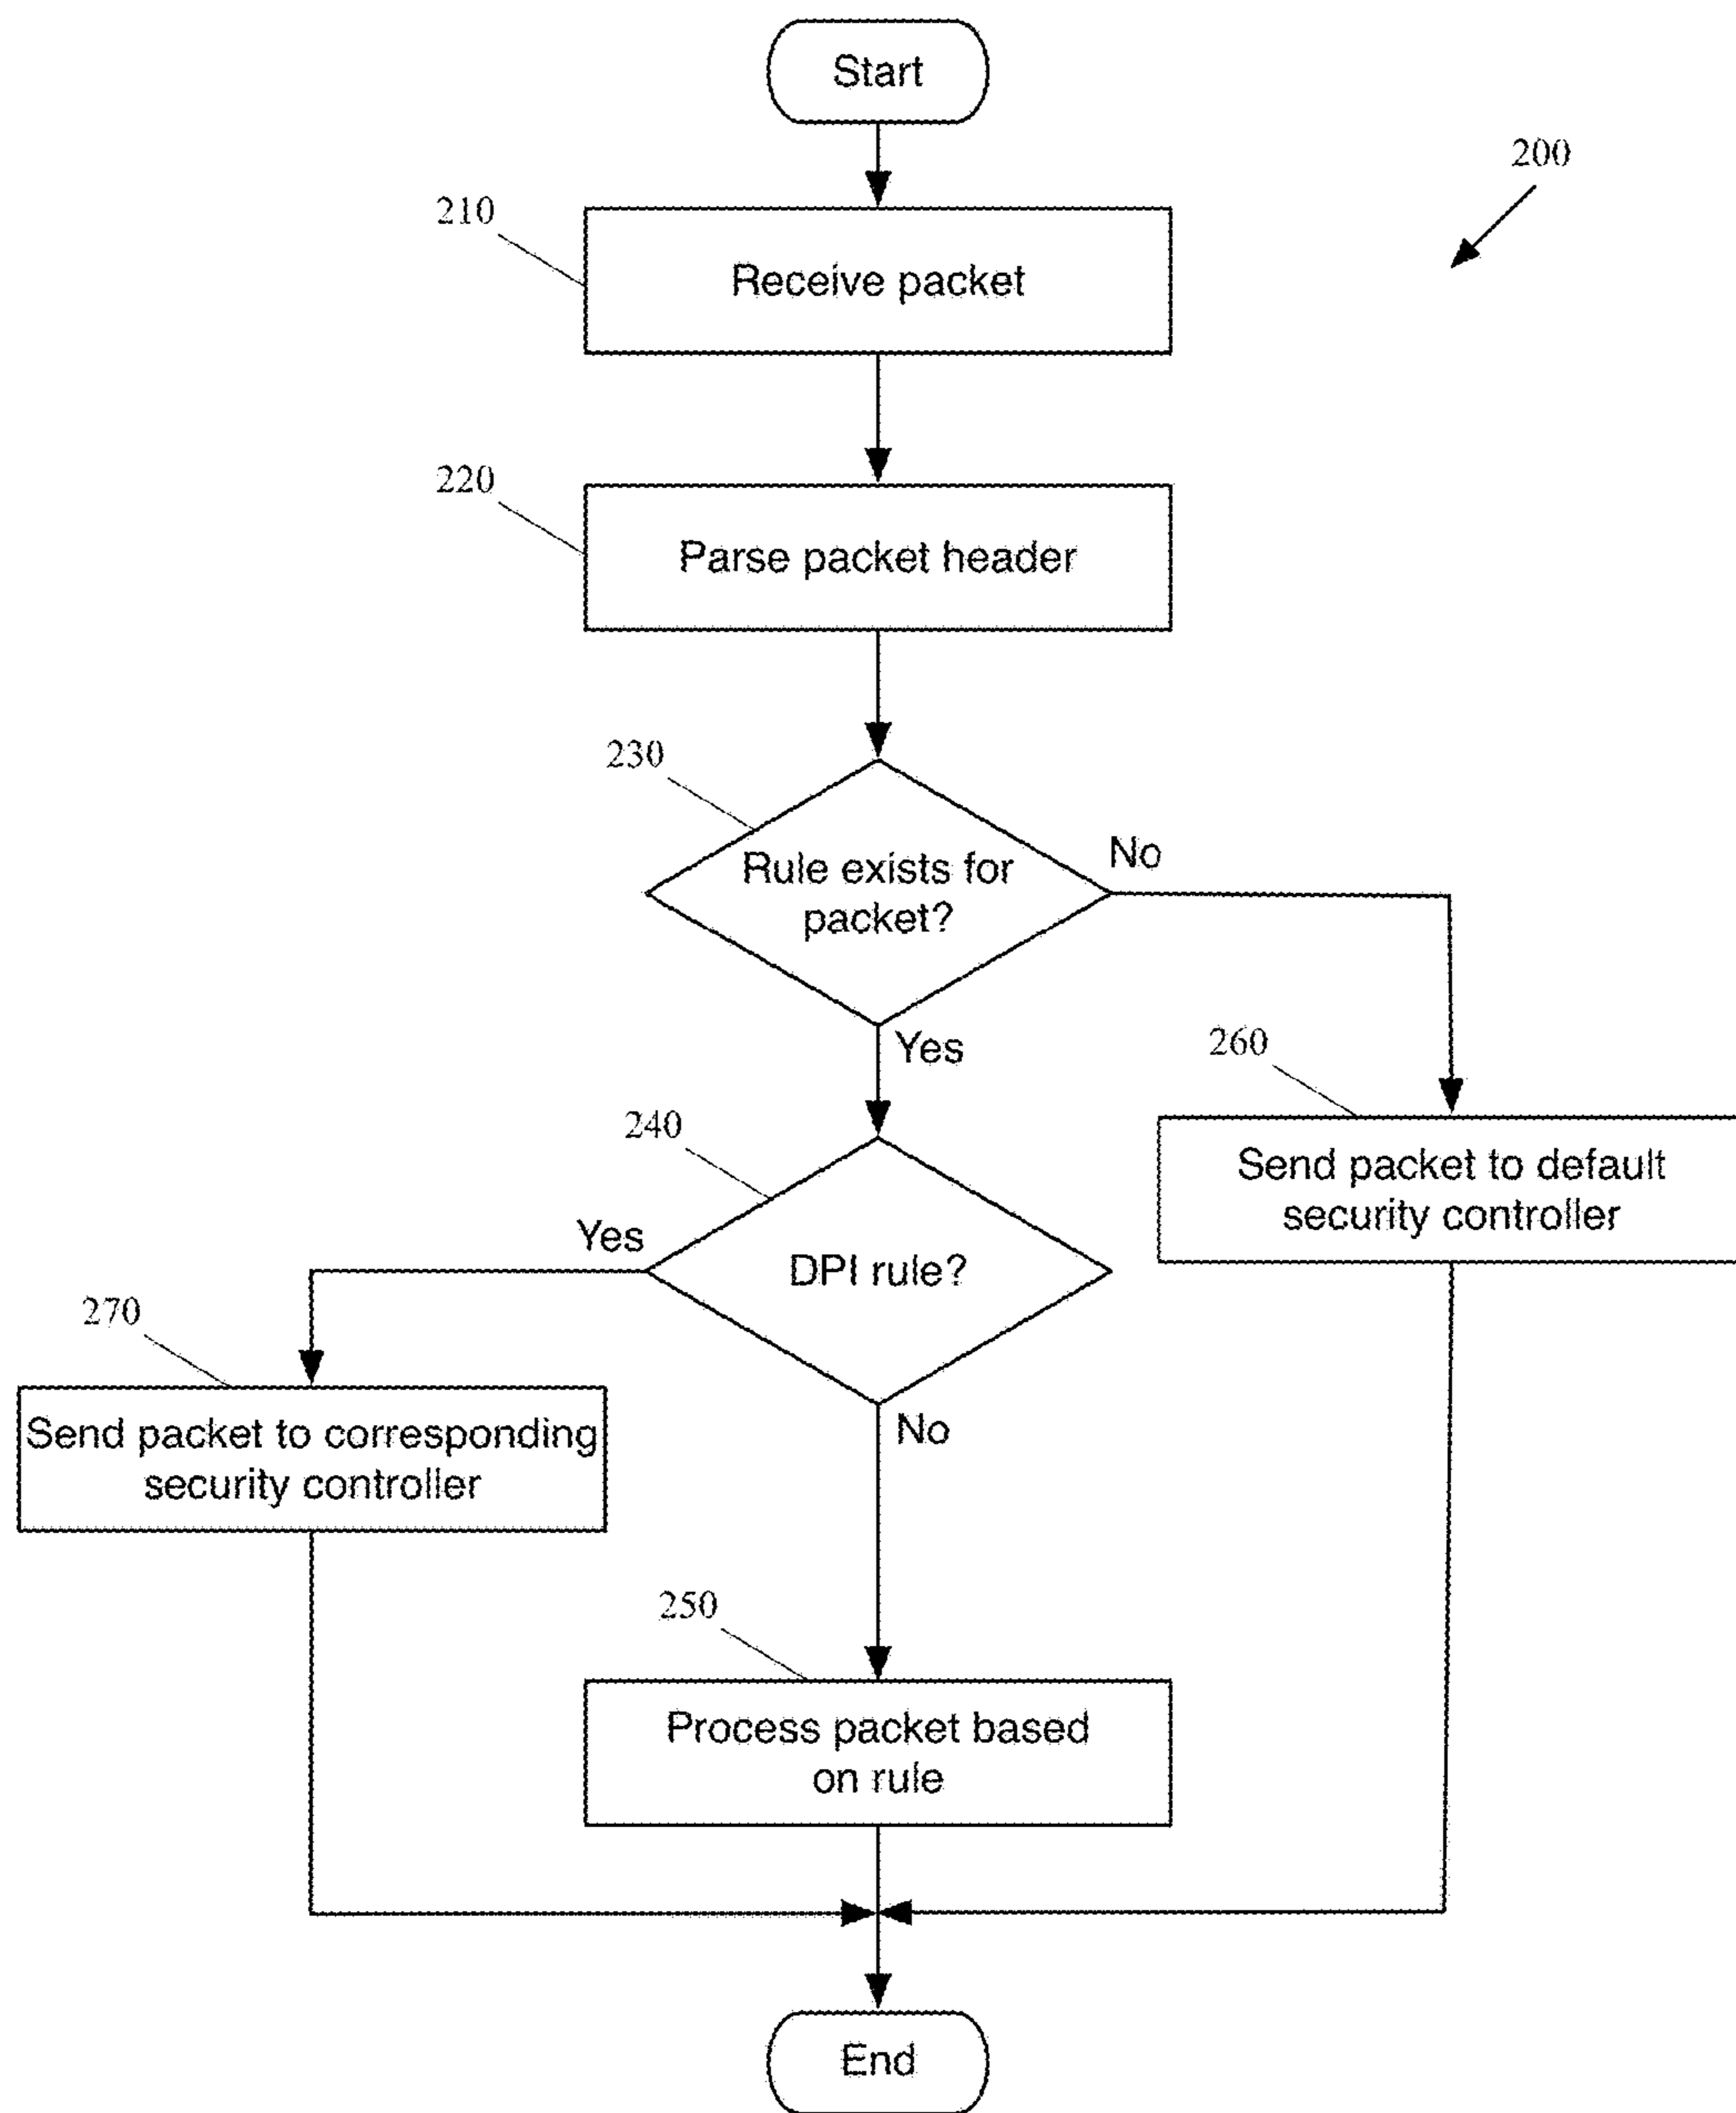 Start
200
210
Receive packet
220
Parse packet header
230
Rule exists for
packet?
No
Yes
260
Send packet to default
security controller
240
DPI rule?
Yes
270
Send packet to corresponding
security controller
No
250
Process packet based
on rule
End